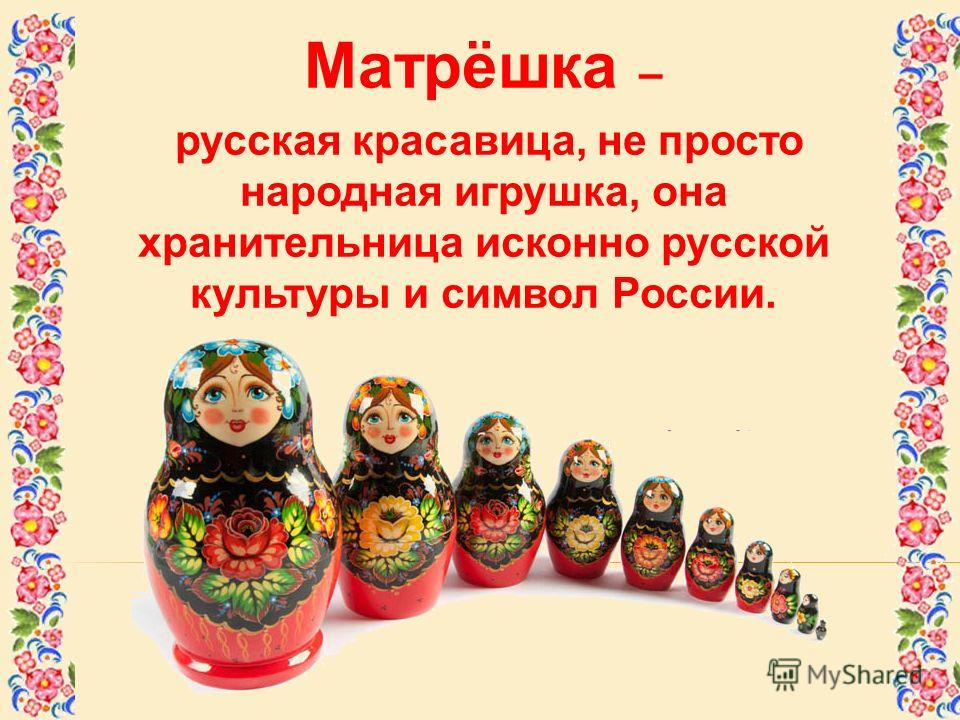 Матрёшка –
русская красавица, не просто
народная игрушка, она
хранительница исконно русской
культуры и символ России.
MyShared